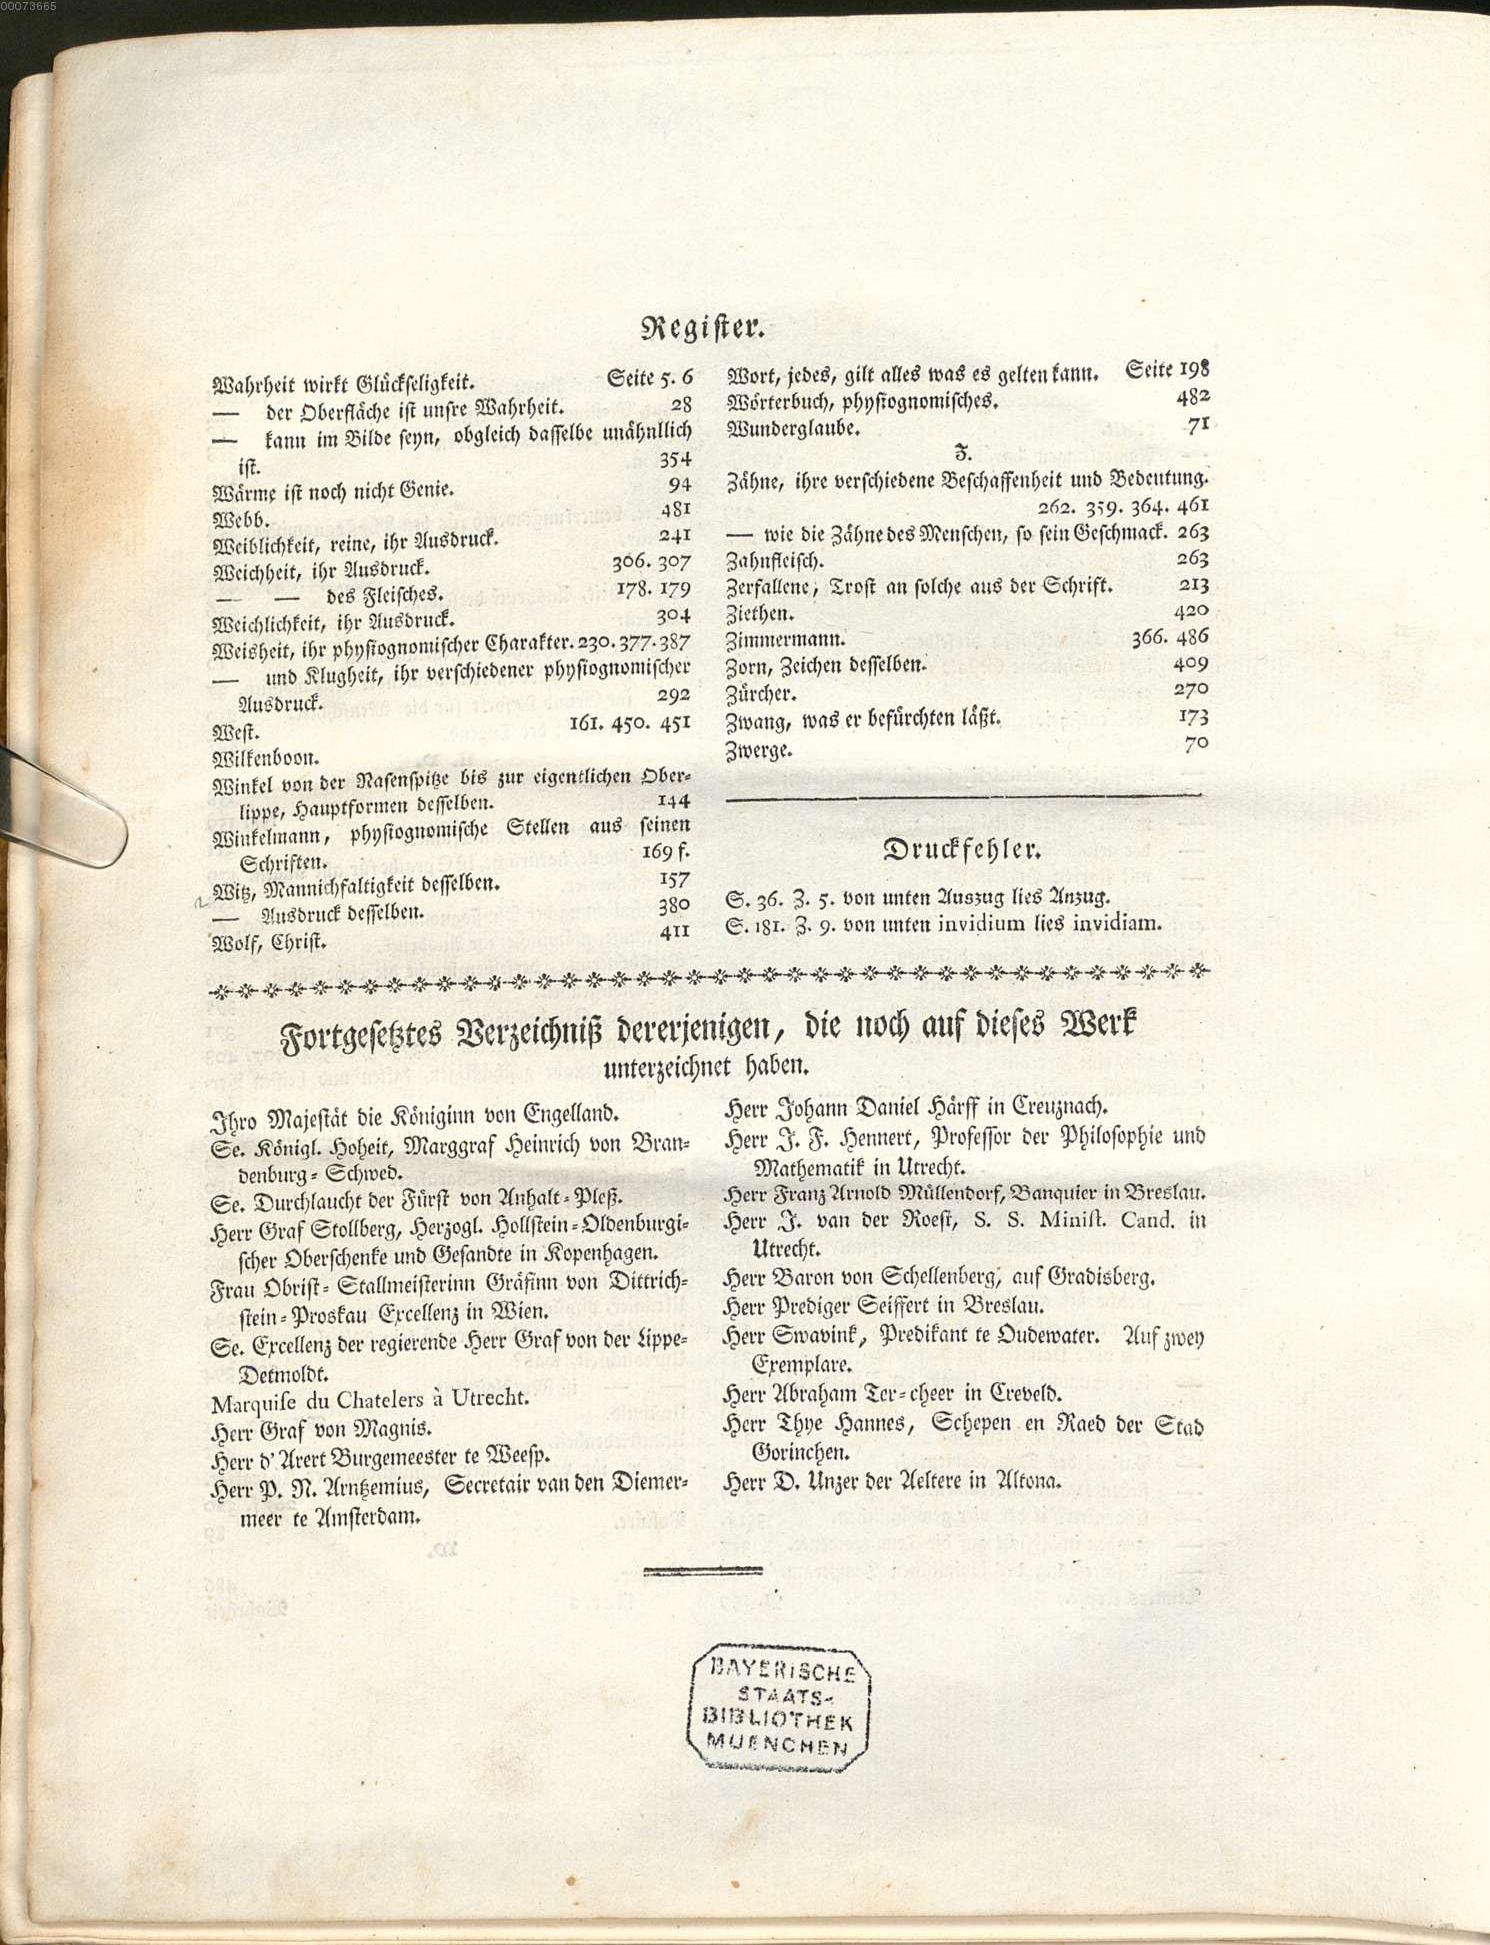 00073665
Register.
Wahrheit wirkt Glückseligkeit. Seite 5. 6
— der Oberfläche ist unsre Wahrheit. 28
— kann im Bilde seyn, obgleich dasselbe unähnllich
ist. 354
Wärme ist noch nicht Genie. 94
Webb. 481
Weiblichkeit, reine, ihr Ausdruck. 241
Weichheit, ihr Ausdruck. 306. 307
— — des Fleisches. 178. 179
Weichlichkeit, ihr Ausdruck. 304
Weisheit, ihr physiognomischer Charakter. 230. 377. 387
— und Klugheit, ihr verschiedener physiognomischer
Ausdruck. 292
West. 161. 450. 451
Wilkenboon.
Winkel von der Nasenspitze bis zur eigentlichen Ober-
lippe, Hauptformen desselben. 144
Winkelmann, physiognomische Stellen aus seinen
Schriften. 169 f.
Witz, Mannichfaltigkeit desselben. 157
— Ausdruck desselben. 380
Wolf, Christ. 411
Wort, jedes, gilt alles was es gelten kann. Seite 198
Wörterbuch, physiognomisches. 482
Wunderglaube. 71
Z.
Zähne, ihre verschiedene Beschaffenheit und Bedeutung.
262. 359. 364. 461
— wie die Zähne des Menschen, so sein Geschmack. 263
Zahnfleisch. 263
Zerfallene, Trost an solche aus der Schrift. 213
Ziethen. 420
Zimmermann. 366. 486
Zorn, Zeichen desselben. 409
Zürcher. 270
Zwang, was er befürchten läßt. 173
Zwerge. 70
Druckfehler.
S. 36. Z. 5. von unten Auszug lies Anzug.
S. 181. Z. 9. von unten invidium lies invidiam.
Fortgesetztes Verzeichniß dererjenigen, die noch auf dieses Werk
unterzeichnet haben.
Ihro Majestät die Königinn von Engelland.
Se. Königl. Hoheit, Marggraf Heinrich von Bran-
denburg-Schwed.
Se. Durchlaucht der Fürst von Anhalt-Pleß.
Herr Graf Stollberg, Herzogl. Hollstein-Oldenburgi-
scher Oberschenke und Gesandte in Kopenhagen.
Frau Obrist-Stallmeisterinn Gräfinn von Dittrich-
stein-Proskau Excellenz in Wien.
Se. Excellenz der regierende Herr Graf von der Lippe-
Detmoldt.
Marquise du Chatelers à Utrecht.
Herr Graf von Magnis.
Herr d'Arert Burgemeester te Weesp.
Herr P. N. Arntzemius, Secretair van den Diemer-
meer te Amsterdam.
Herr Johann Daniel Härff in Creuznach.
Herr J. F. Hennert, Professor der Philosophie und
Mathematik in Utrecht.
Herr Franz Arnold Müllendorf, Banquier in Breslau.
Herr J. van der Roest, S. S. Minist. Cand. in
Utrecht.
Herr Baron von Schellenberg, auf Gradisberg.
Herr Prediger Seiffert in Breslau.
Herr Swavink, Predikant te Oudewater. Auf zwey
Exemplare.
Herr Abraham Ter-cheer in Creveld.
Herr Thye Hannes, Schepen en Raed der Stad
Gorinchen.
Herr D. Unzer der Aeltere in Altona.
BAYERISCHE
STAATS-
BIBLIOTHEK
MUENCHEN